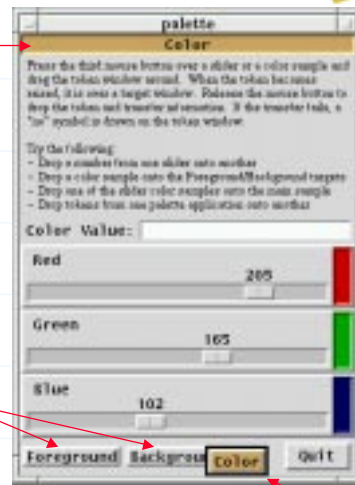 palette
Color
Press the third mouse button over a slider or a color sample and
drag the token window around. When the token becomes
raised, it is over a target window. Release the mouse button to
drop the token and transfer information. If the transfer fails, a
"no" symbol is drawn on the token window.
Try the following:
- Drop a number from one slider onto another
- Drop a color sample onto the Foreground/Background targets
- Drop one of the slider color samples onto the main sample
- Drop tokens from one palette application onto another
Color Value:
Red
205
Green
165
Blue
102
Foreground Backgroun Color Quit